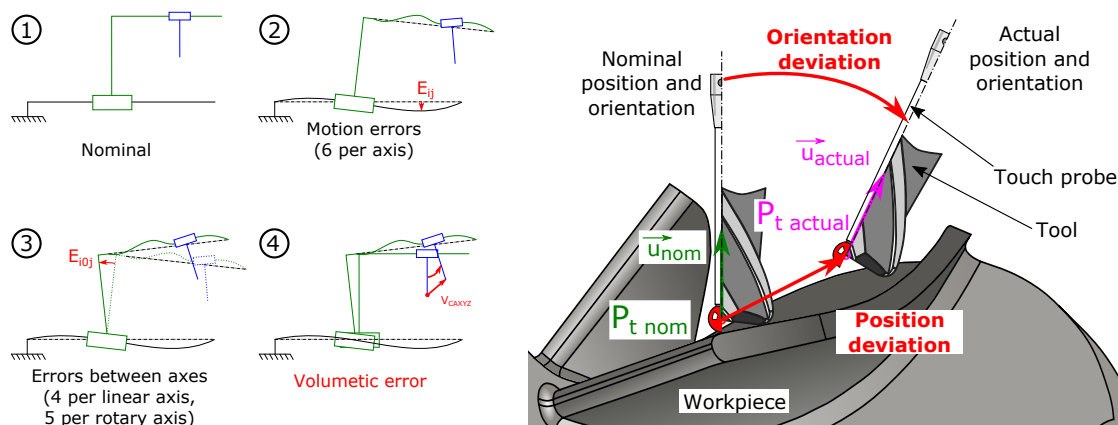 1
Nominal
2
E_ij
Motion errors
(6 per axis)
3
E_i0j
Errors between axes
(4 per linear axis,
5 per rotary axis)
4
V_CAXYZ
Volumetic error
Nominal
position and
orientation
Orientation
deviation
Actual
position and
orientation
u_actual
Touch probe
P_t actual
Tool
u_nom
P_t nom
Position
deviation
Workpiece